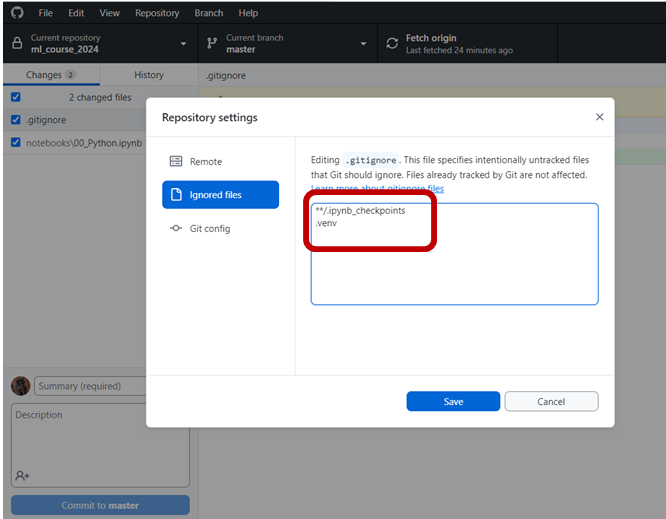 File Edit View Repository Branch Help
Current repository
ml_course_2024
Current branch
master
Fetch origin
Last fetched 24 minutes ago
Changes 2
History
.gitignore
2 changed files
.gitignore
notebooks\00_Python.ipynb
Repository settings
Remote
Ignored files
Git config
Editing .gitignore. This file specifies intentionally untracked files
that Git should ignore. Files already tracked by Git are not affected.
Learn more about gitignore files
**/.ipynb_checkpoints
.venv
Save
Cancel
Summary (required)
Description
Commit to master